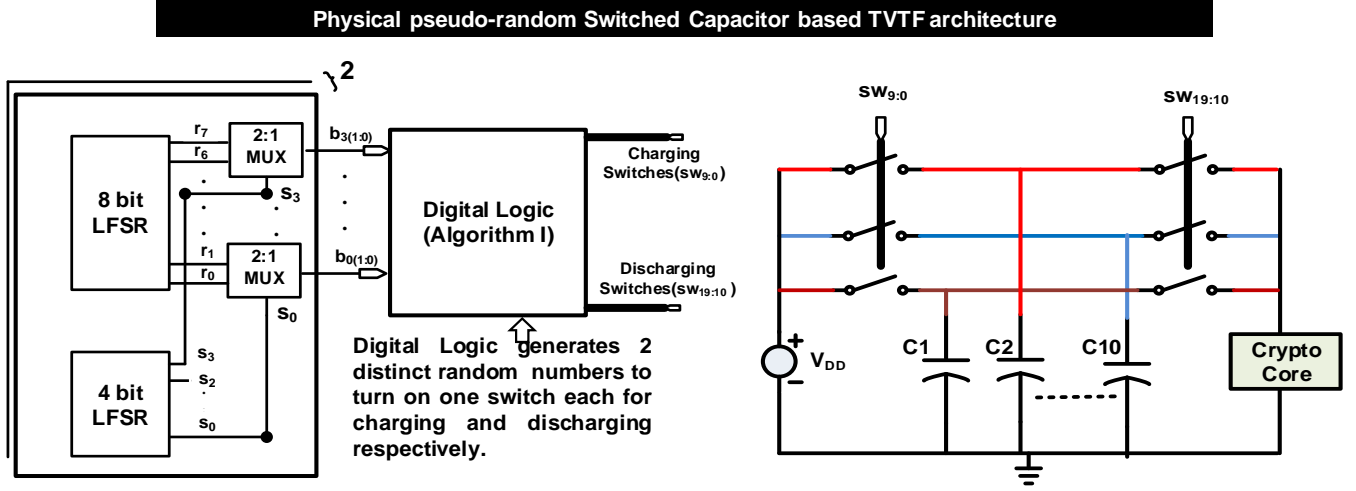 Physical pseudo-random Switched Capacitor based TVTF architecture
2
8 bit
LFSR
r7
r6
.
.
.
r1
r0
2:1
MUX
s3
.
.
.
2:1
MUX
s0
4 bit
LFSR
s3
s2
.
.
s0
b3(1:0)
.
.
.
b0(1:0)
Digital Logic
(Algorithm I)
Charging
Switches(sw9:0)
Discharging
Switches(sw19:10)
Digital Logic generates 2
distinct random numbers to
turn on one switch each for
charging and discharging
respectively.
sw9:0
sw19:10
+
VDD
−
C1
C2
C10
Crypto
Core